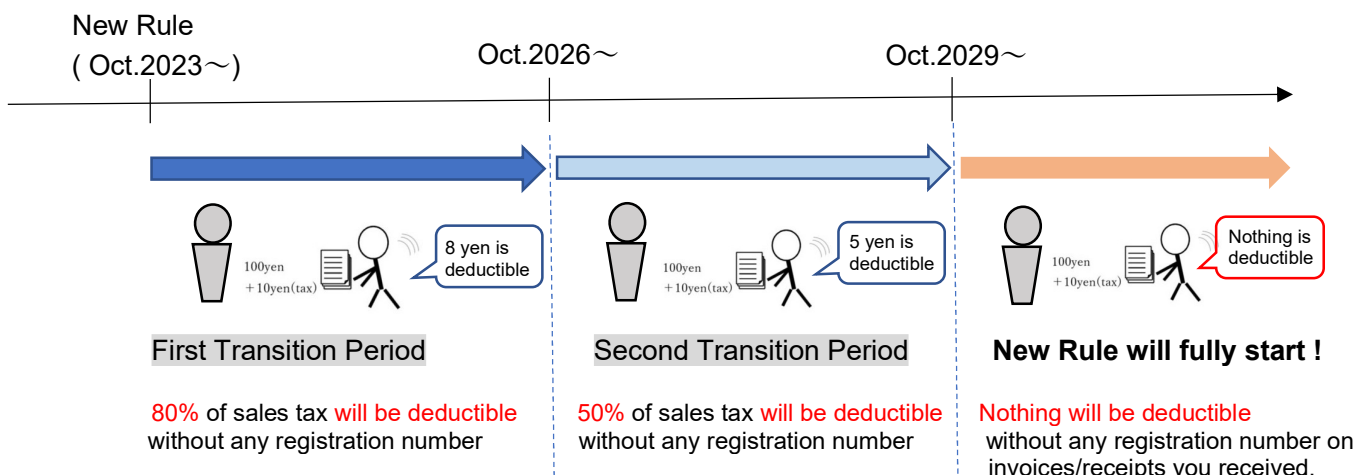 New Rule
( Oct.2023～)
Oct.2026～
Oct.2029～
8 yen is
deductible
100yen
＋10yen(tax)
5 yen is
deductible
100yen
＋10yen(tax)
Nothing is
deductible
100yen
＋10yen(tax)
First Transition Period
80% of sales tax will be deductible
without any registration number
Second Transition Period
50% of sales tax will be deductible
without any registration number
New Rule will fully start !
Nothing will be deductible
without any registration number on
invoices/receipts you received.